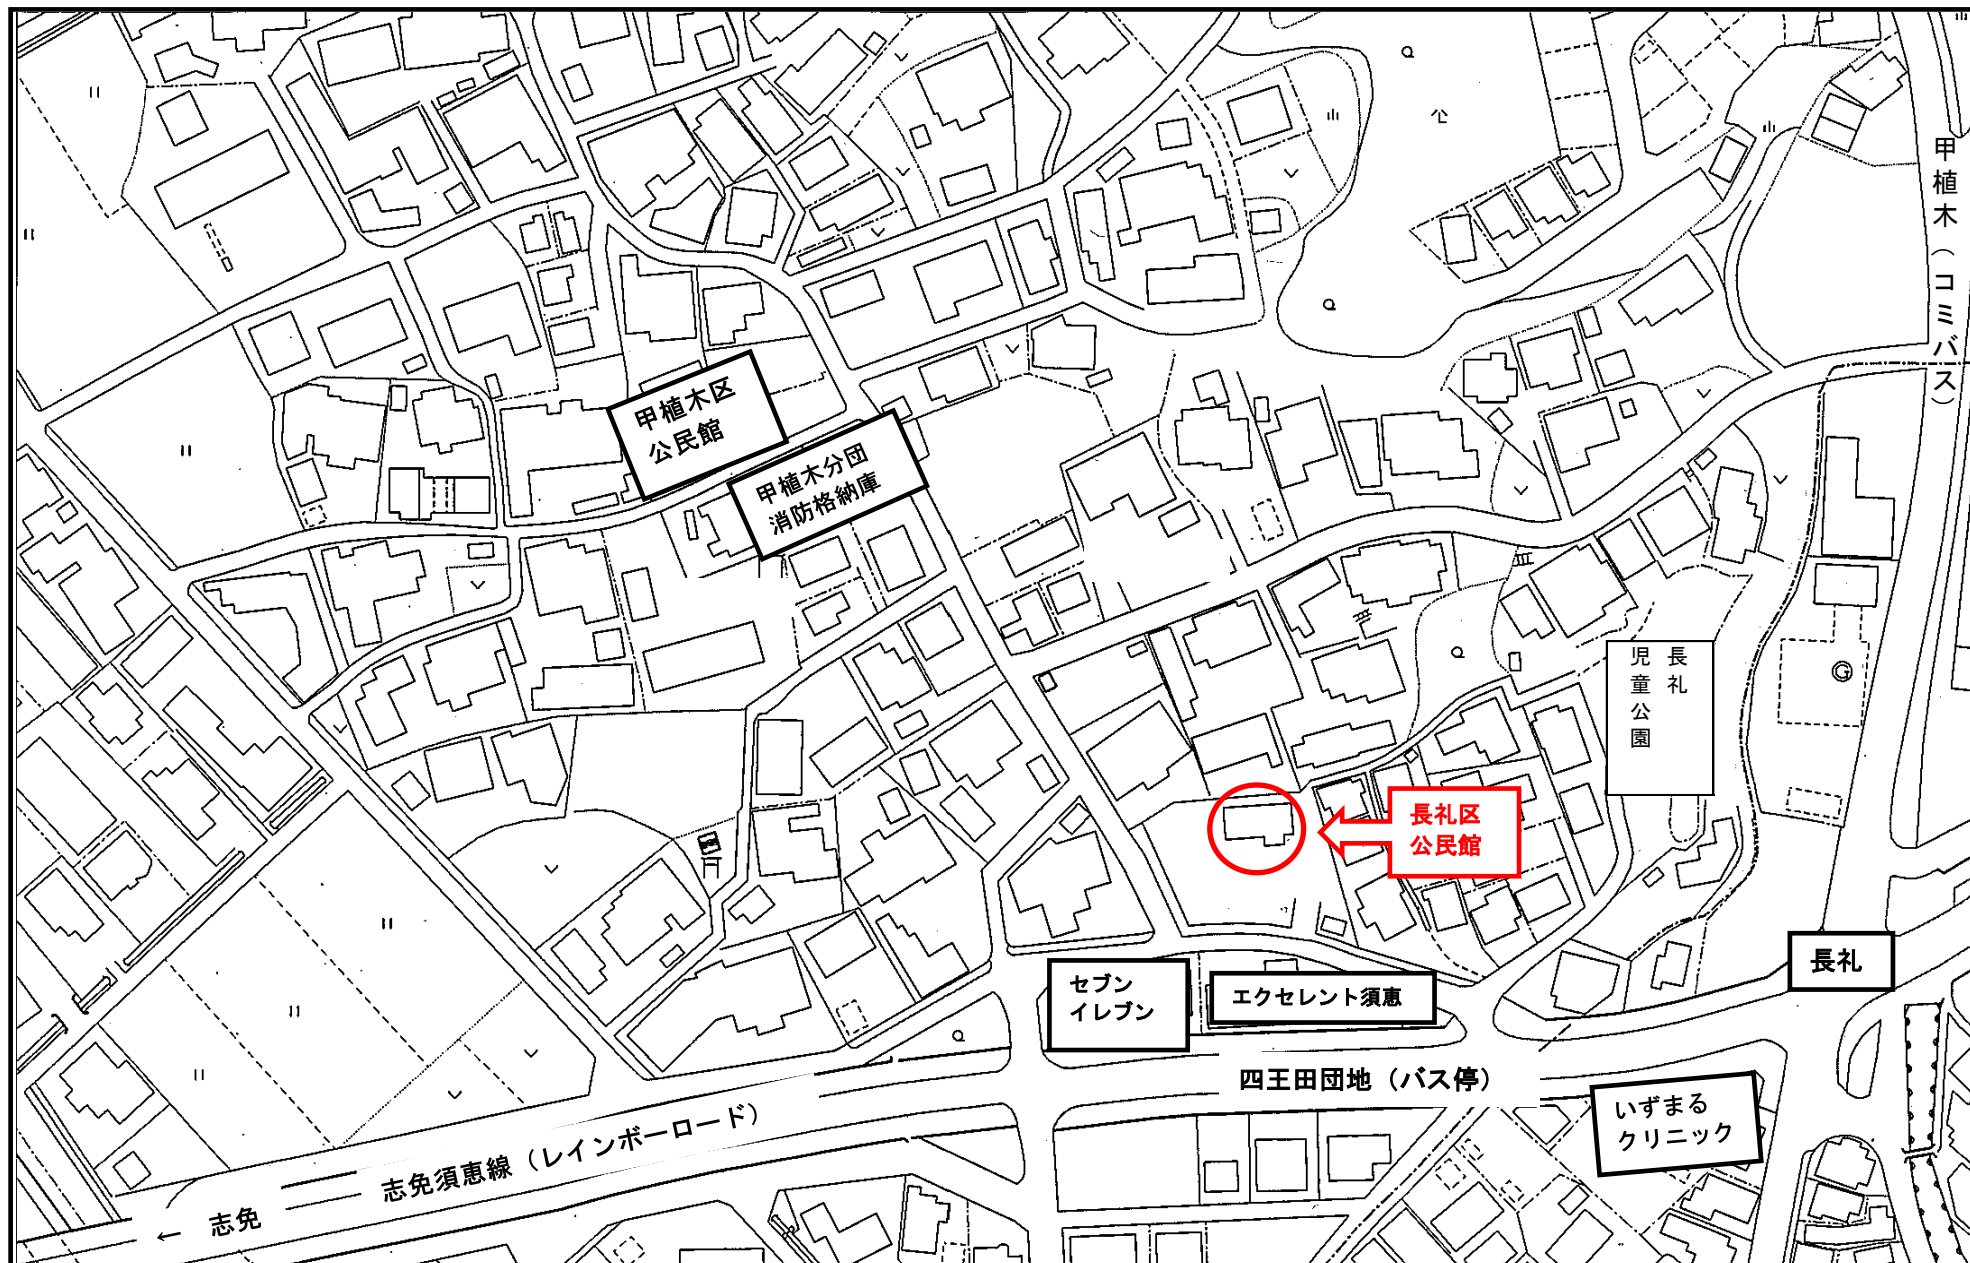 甲植木（コミバス）
甲植木区
公民館
甲植木分団
消防格納庫
長礼
児童公園
長礼区
公民館
長礼
セブン
イレブン
エクセレント須恵
四王田団地（バス停）
いずまる
クリニック
志免須恵線（レインボーロード）
← 志免